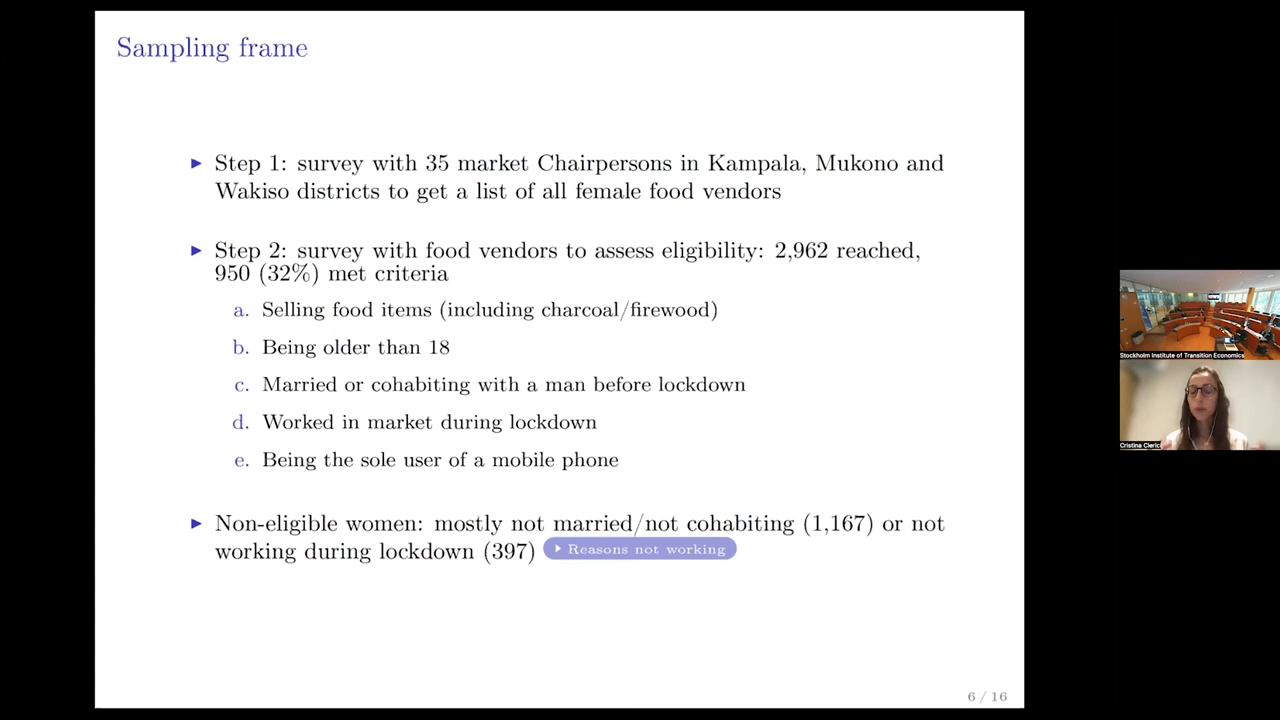 Sampling frame
▶ Step 1: survey with 35 market Chairpersons in Kampala, Mukono and
Wakiso districts to get a list of all female food vendors
▶ Step 2: survey with food vendors to assess eligibility: 2,962 reached,
950 (32%) met criteria
a. Selling food items (including charcoal/firewood)
b. Being older than 18
c. Married or cohabiting with a man before lockdown
d. Worked in market during lockdown
e. Being the sole user of a mobile phone
▶ Non-eligible women: mostly not married/not cohabiting (1,167) or not
working during lockdown (397) ▶ Reasons not working
6 / 16
Stockholm Institute of Transition Economics
Cristina Clerici